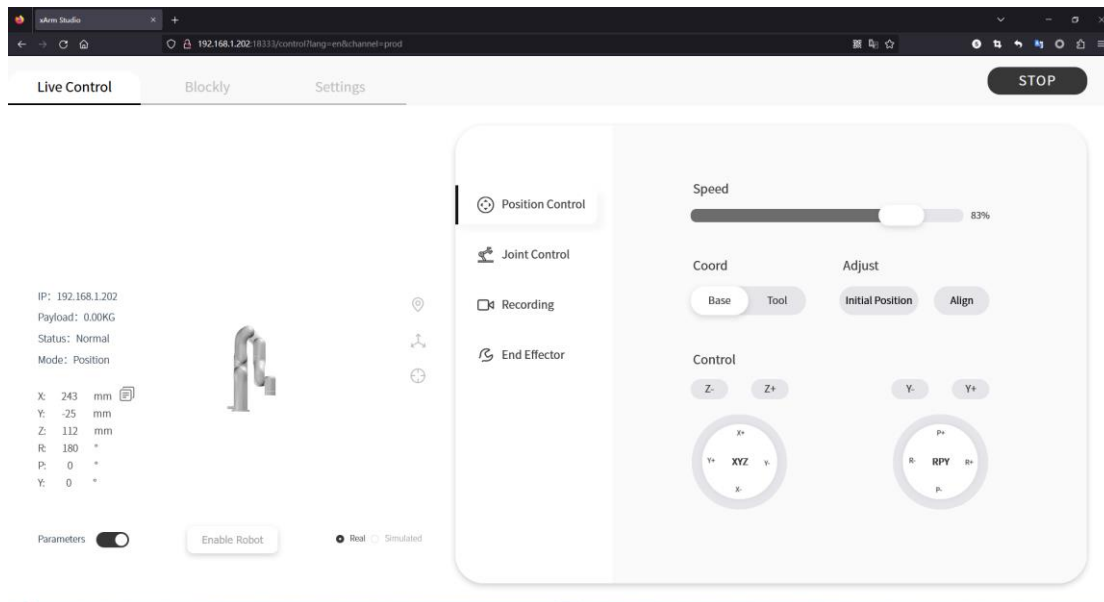 xArm Studio
192.168.1.202:18333/control?lang=en&channel=prod
Live Control
Blockly
Settings
STOP
Position Control
Joint Control
Recording
End Effector
Speed
83%
Coord
Adjust
Base
Tool
Initial Position
Align
Control
Z-
Z+
Y-
Y+
X+
Y+ XYZ Y-
X-
P+
R- RPY R+
P-
IP: 192.168.1.202
Payload: 0.00KG
Status: Normal
Mode: Position
X: 243 mm
Y: -25 mm
Z: 112 mm
R: 180 °
P: 0 °
Y: 0 °
Parameters
Enable Robot
Real
Simulated